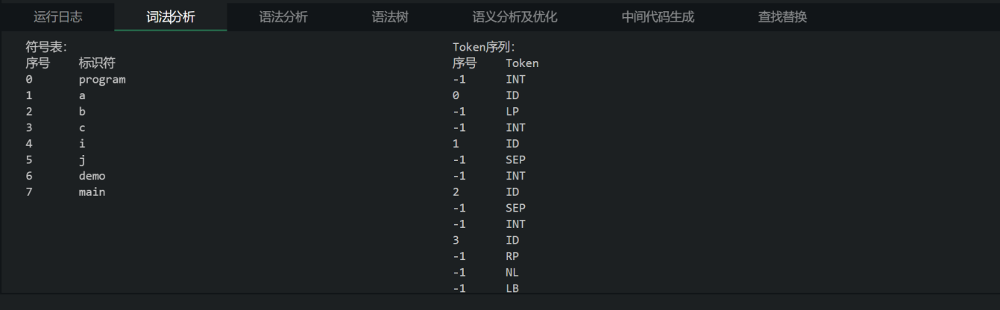 运行日志 词法分析 语法分析 语法树 语义分析及优化 中间代码生成 查找替换
符号表:
序号 标识符
0 program
1 a
2 b
3 c
4 i
5 j
6 demo
7 main
Token序列:
序号 Token
-1 INT
0 ID
-1 LP
-1 INT
1 ID
-1 SEP
-1 INT
2 ID
-1 SEP
-1 INT
3 ID
-1 RP
-1 NL
-1 LB